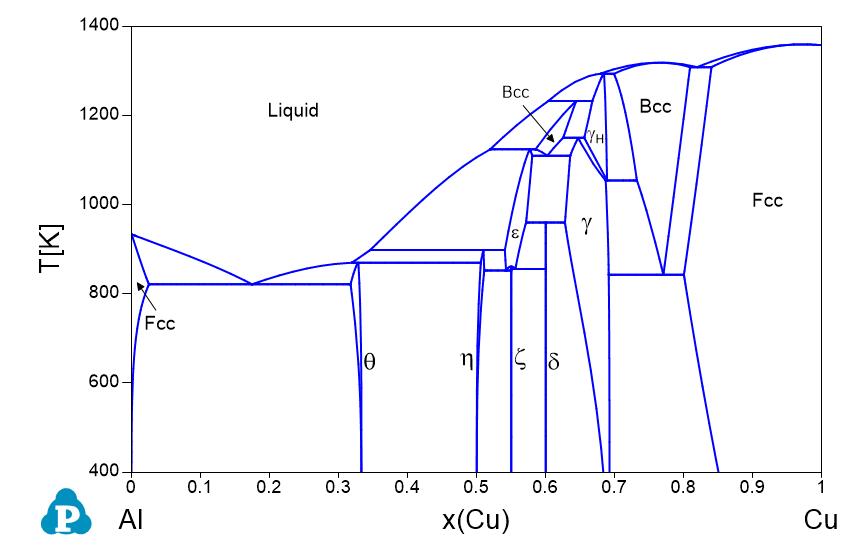 1400
1200
1000
800
600
400
T[K]
Liquid
Bcc
γH
Bcc
Fcc
ε
γ
Fcc
θ
η
ζ
δ
0 0.1 0.2 0.3 0.4 0.5 0.6 0.7 0.8 0.9 1
P
Al x(Cu) Cu